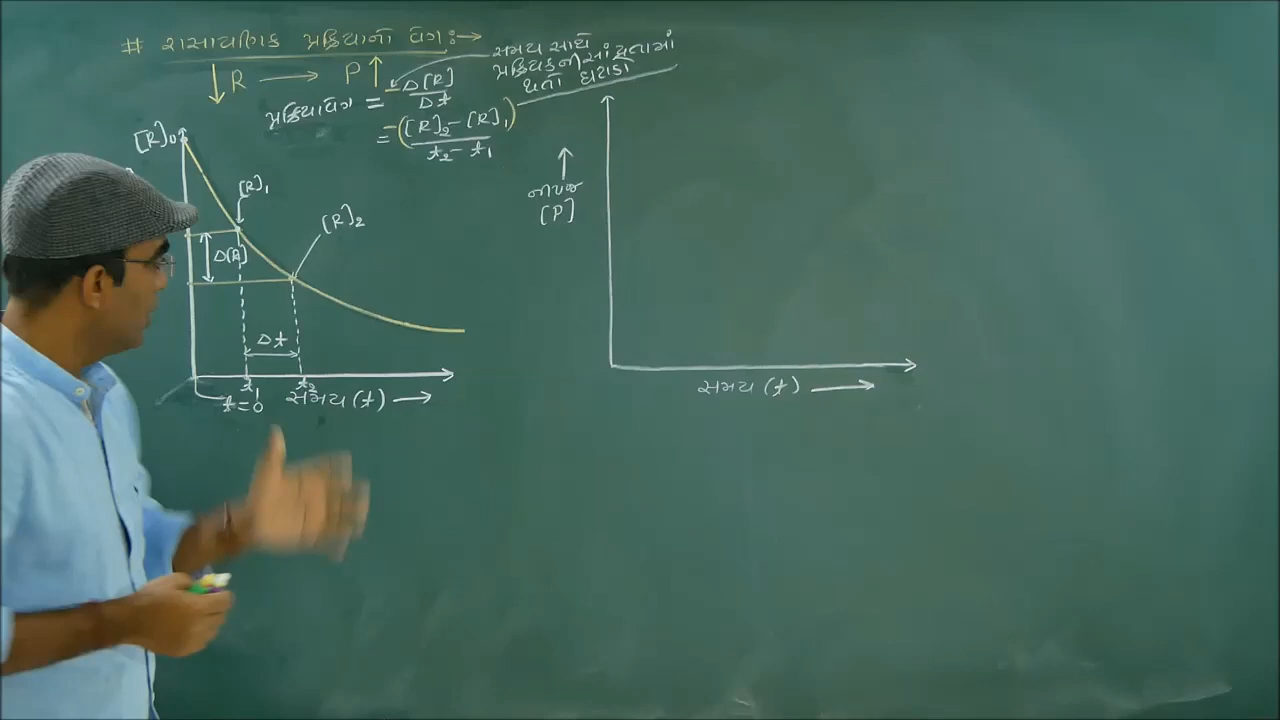 # રાસાયણિક પ્રક્રિયાનો વેગ :→
↓R ⟶ P↑
પ્રક્રિયાવેગ = -Δ[R]/Δt
= -([R]₂ - [R]₁)/(t₂ - t₁)
સમય સાથે
પ્રક્રિયકની સાંદ્રતામાં
થતો ઘટાડો
[R]₀
[R]₁
[R]₂
Δ[R]
Δt
t₁ t₂
t=0 સમય (t) ⟶
↑
નીપજ
[P]
સમય (t) ⟶